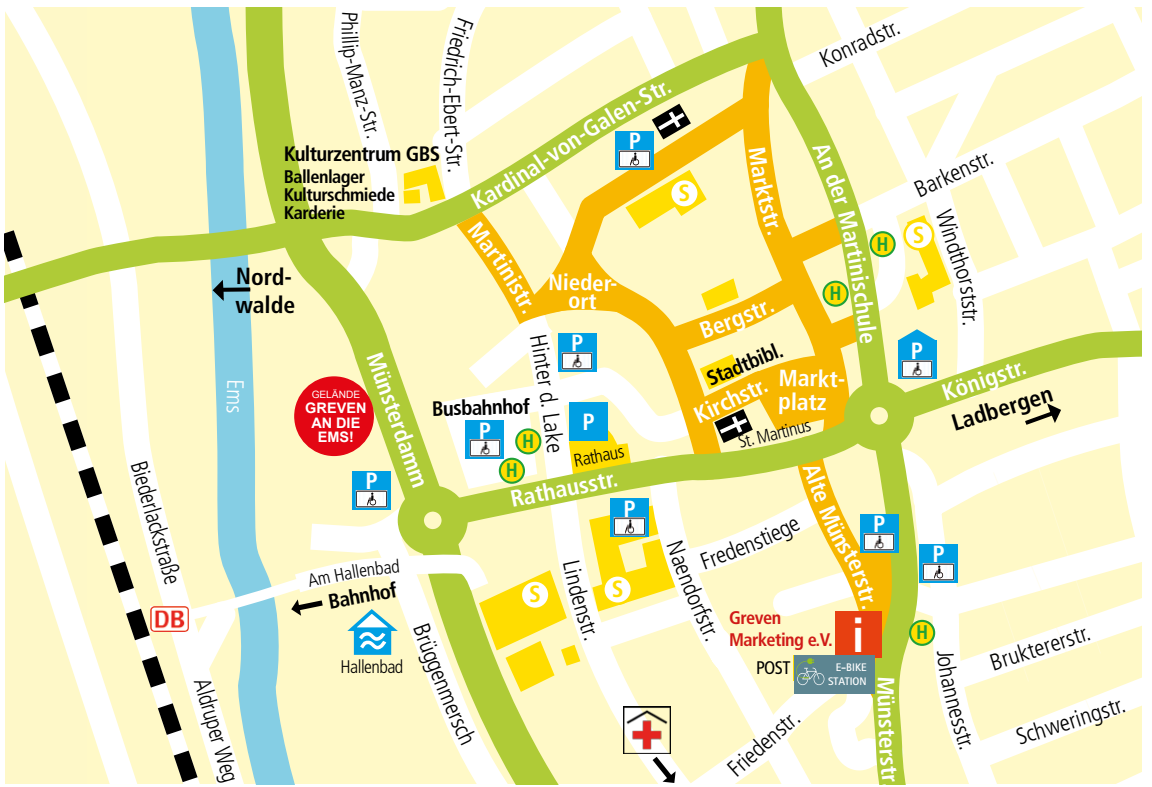 Phillip-Manz-Str.
Friedrich-Ebert-Str.
Konradstr.
Kardinal-von-Galen-Str.
P
Kulturzentrum GBS
Ballenlager
Kulturschmiede
Karderie
S
Marktstr.
An der Martinischule
Barkenstr.
Windthorststr.
S
H
H
Martinistr.
Nieder-
ort
Nord-
walde
Bergstr.
Ems
Münsterdamm
Hinter d. Lake
P
Stadtbibl.
Kirchstr.
Markt-
platz
P
Königstr.
Ladbergen
GELÄNDE
GREVEN
AN DIE
EMS!
Busbahnhof
P
H
H
P
Rathaus
St. Martinus
Rathausstr.
P
P
Biederlackstraße
Alte Münsterstr.
Fredenstiege
P
P
Naendorfstr.
Lindenstr.
S
S
Am Hallenbad
Bahnhof
DB
Hallenbad
Brüggenmersch
Aldruper Weg
Greven
Marketing e.V.
i
POST
E-BIKE
STATION
H
Johannesstr.
Bruktererstr.
Schweringstr.
Münsterstr.
Friedenstr.